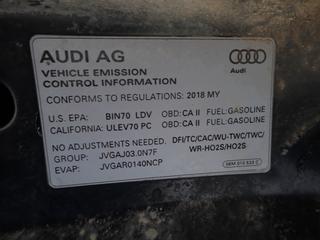 AUDI AG
Audi
VEHICLE EMISSION
CONTROL INFORMATION
CONFORMS TO REGULATIONS: 2018 MY
U.S. EPA: BIN70 LDV OBD: CA II FUEL: GASOLINE
CALIFORNIA: ULEV70 PC OBD: CA II FUEL: GASOLINE
NO ADJUSTMENTS NEEDED. DFI/TC/CAC/WU-TWC/TWC/
GROUP: JVGAJ03.0N7F WR-HO2S/HO2S
EVAP: JVGAR0140NCP